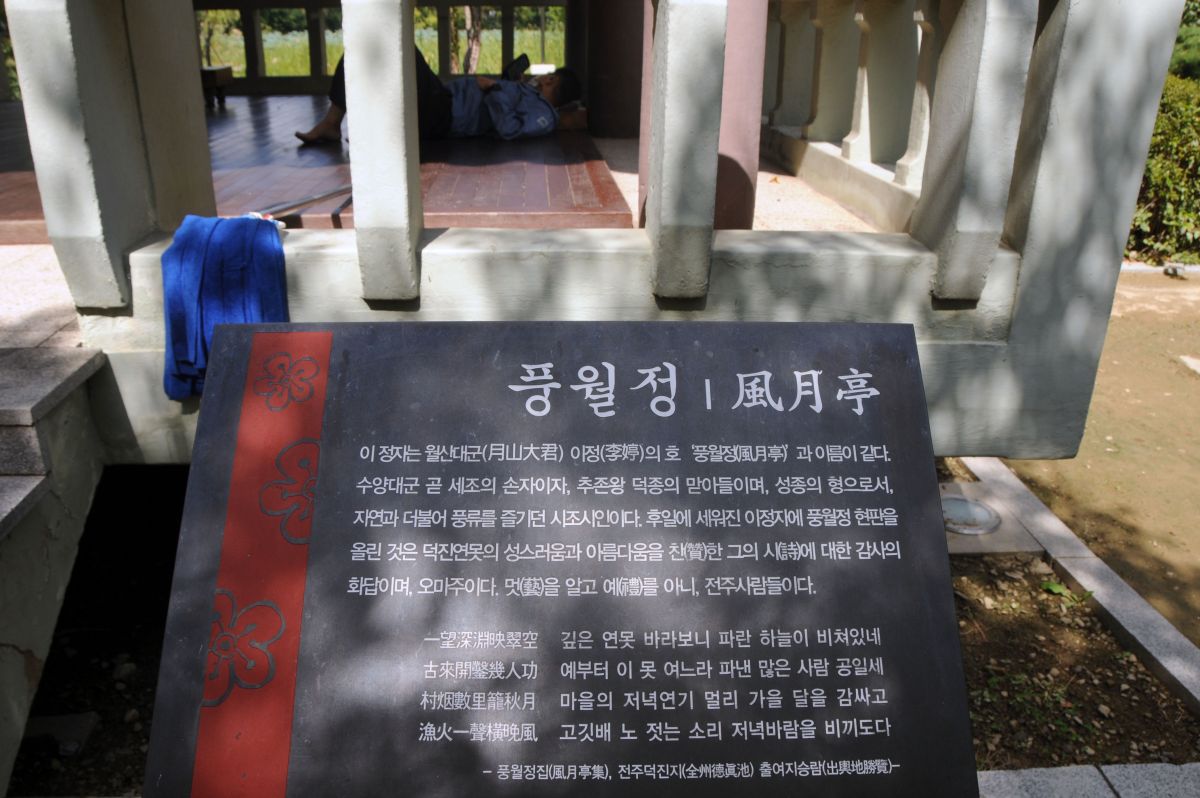 풍월정 | 風月亭
이 정자는 월산대군(月山大君) 이정(李婷)의 호 '풍월정(風月亭)' 과 이름이 같다.
수양대군 곧 세조의 손자이자, 추존왕 덕종의 맏아들이며, 성종의 형으로서,
자연과 더불어 풍류를 즐기던 시조시인이다. 후일에 세워진 이정자에 풍월정 현판을
올린 것은 덕진연못의 성스러움과 아름다움을 찬(贊)한 그의 시(詩)에 대한 감사의
화답이며, 오마주이다. 멋(藝)을 알고 예(禮)를 아니, 전주사람들이다.
一望深淵映翠空 깊은 연못 바라보니 파란 하늘이 비쳐있네
古來開鑿幾人功 예부터 이 못 여느라 파낸 많은 사람 공일세
村烟數里籠秋月 마을의 저녁연기 멀리 가을 달을 감싸고
漁火一聲橫晩風 고깃배 노 젓는 소리 저녁바람을 비끼도다
- 풍월정집(風月亭集), 전주덕진지(全州德眞池) 출여지승람(出輿地勝覽)-